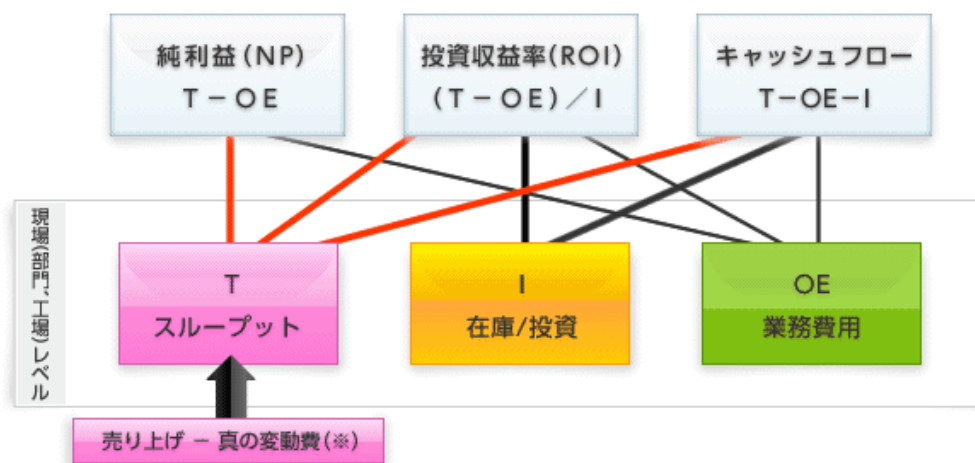 純利益(NP)
T－OE
投資収益率(ROI)
(T－OE)／I
キャッシュフロー
T－OE－I
現場(部門、工場)レベル
T
スループット
I
在庫/投資
OE
業務費用
売り上げ － 真の変動費(※)